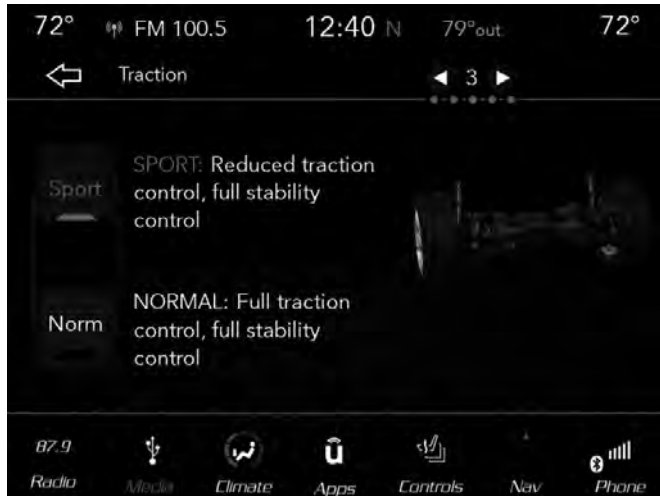 72° FM 100.5 12:40 N 79°out 72°
Traction 3
SPORT: Reduced traction
control, full stability
control
Sport
NORMAL: Full traction
control, full stability
control
Norm
87.9
Radio Media Climate Apps Controls Nav Phone